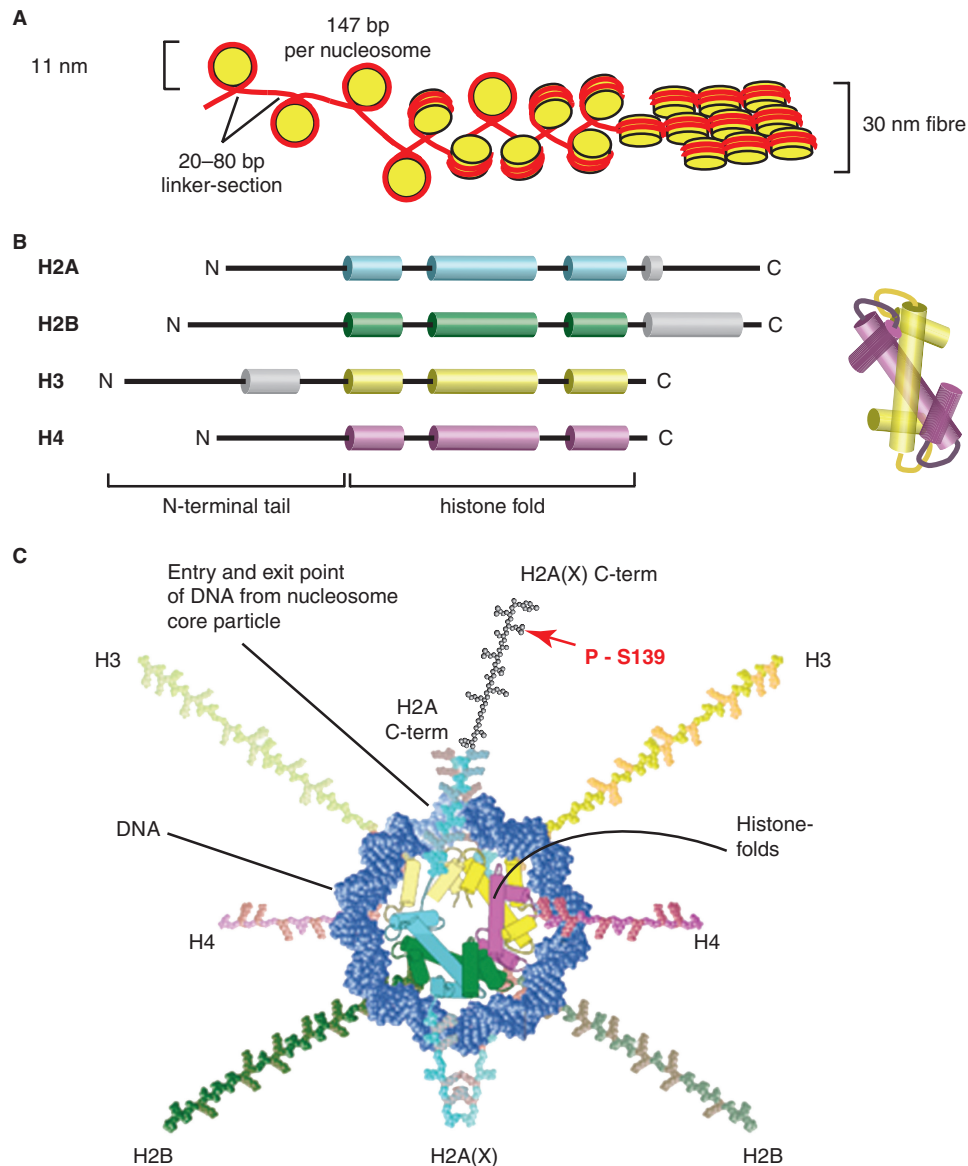 A
11 nm
147 bp
per nucleosome
20–80 bp
linker-section
30 nm fibre
B
H2A
N
C
H2B
N
C
H3
N
C
H4
N
C
N-terminal tail
histone fold
C
Entry and exit point
of DNA from nucleosome
core particle
H2A(X) C-term
P - S139
H3
H3
H2A
C-term
DNA
Histone-
folds
H4
H4
H2B
H2A(X)
H2B